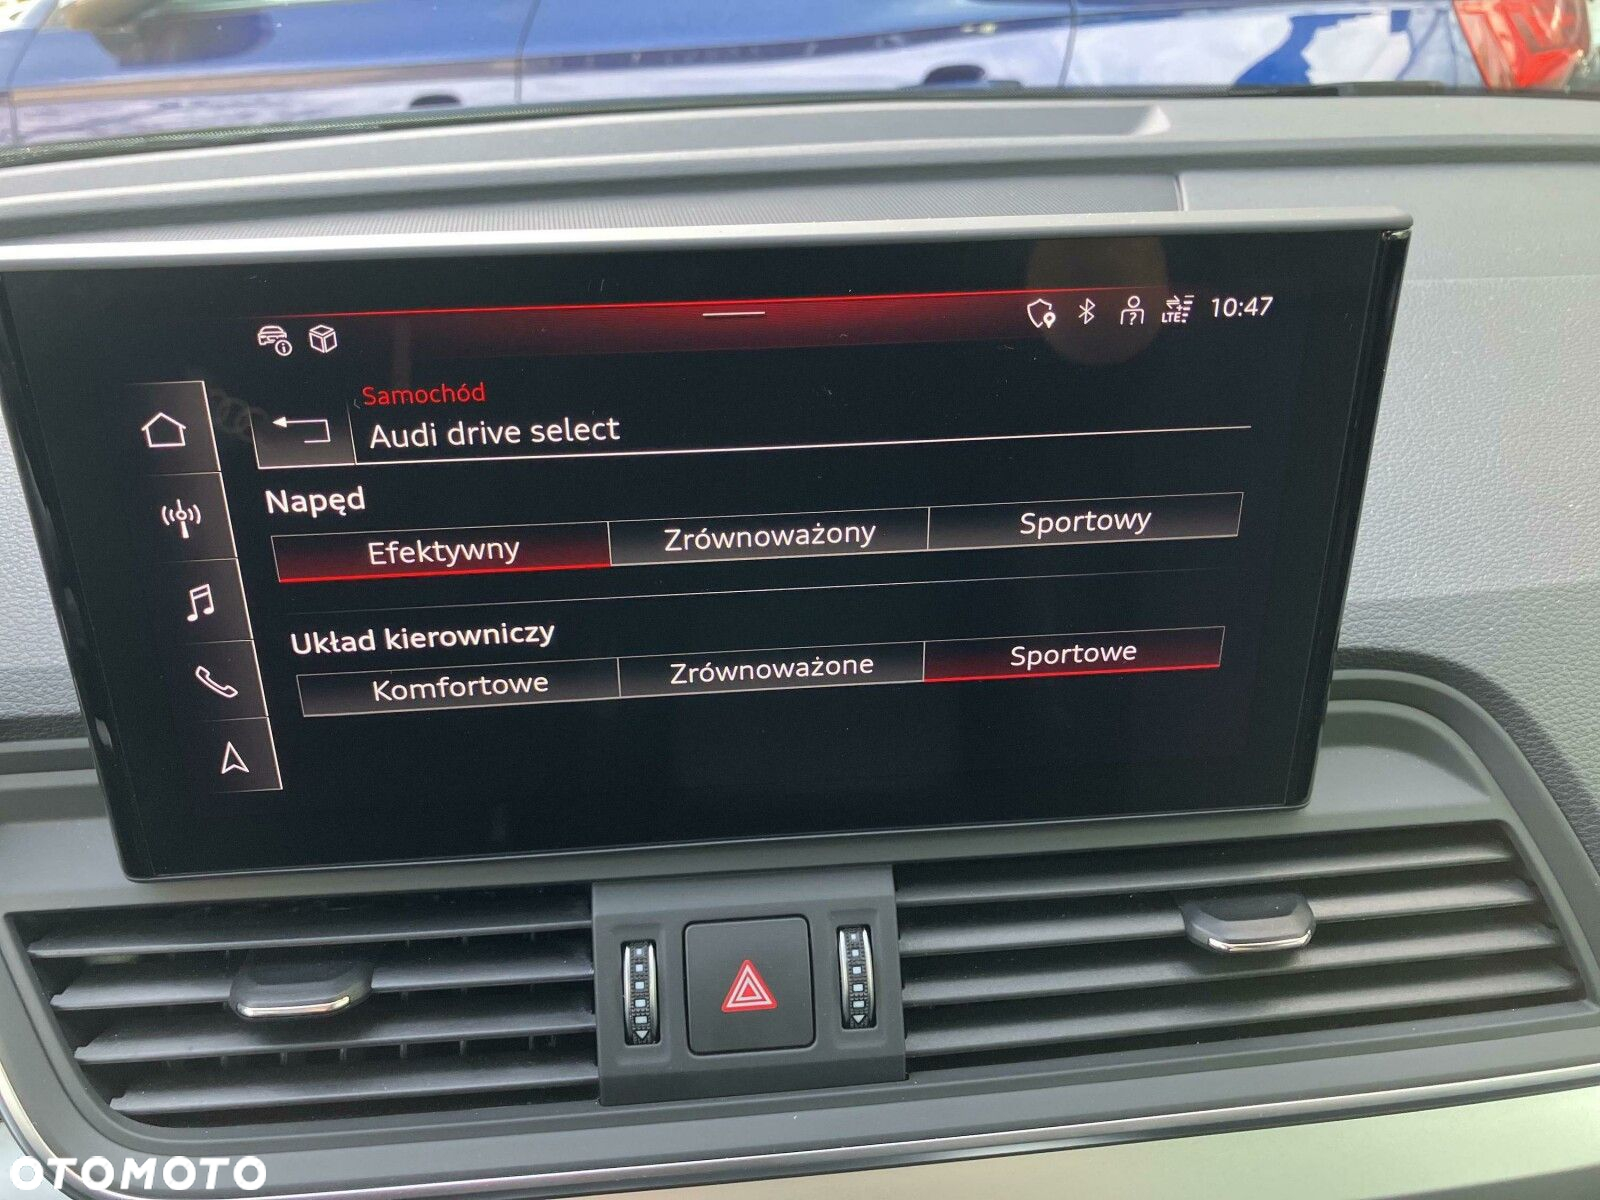 LTE 10:47
Samochód
Audi drive select
Napęd
Efektywny Zrównoważony Sportowy
Układ kierowniczy
Komfortowe Zrównoważone Sportowe
OTOMOTO